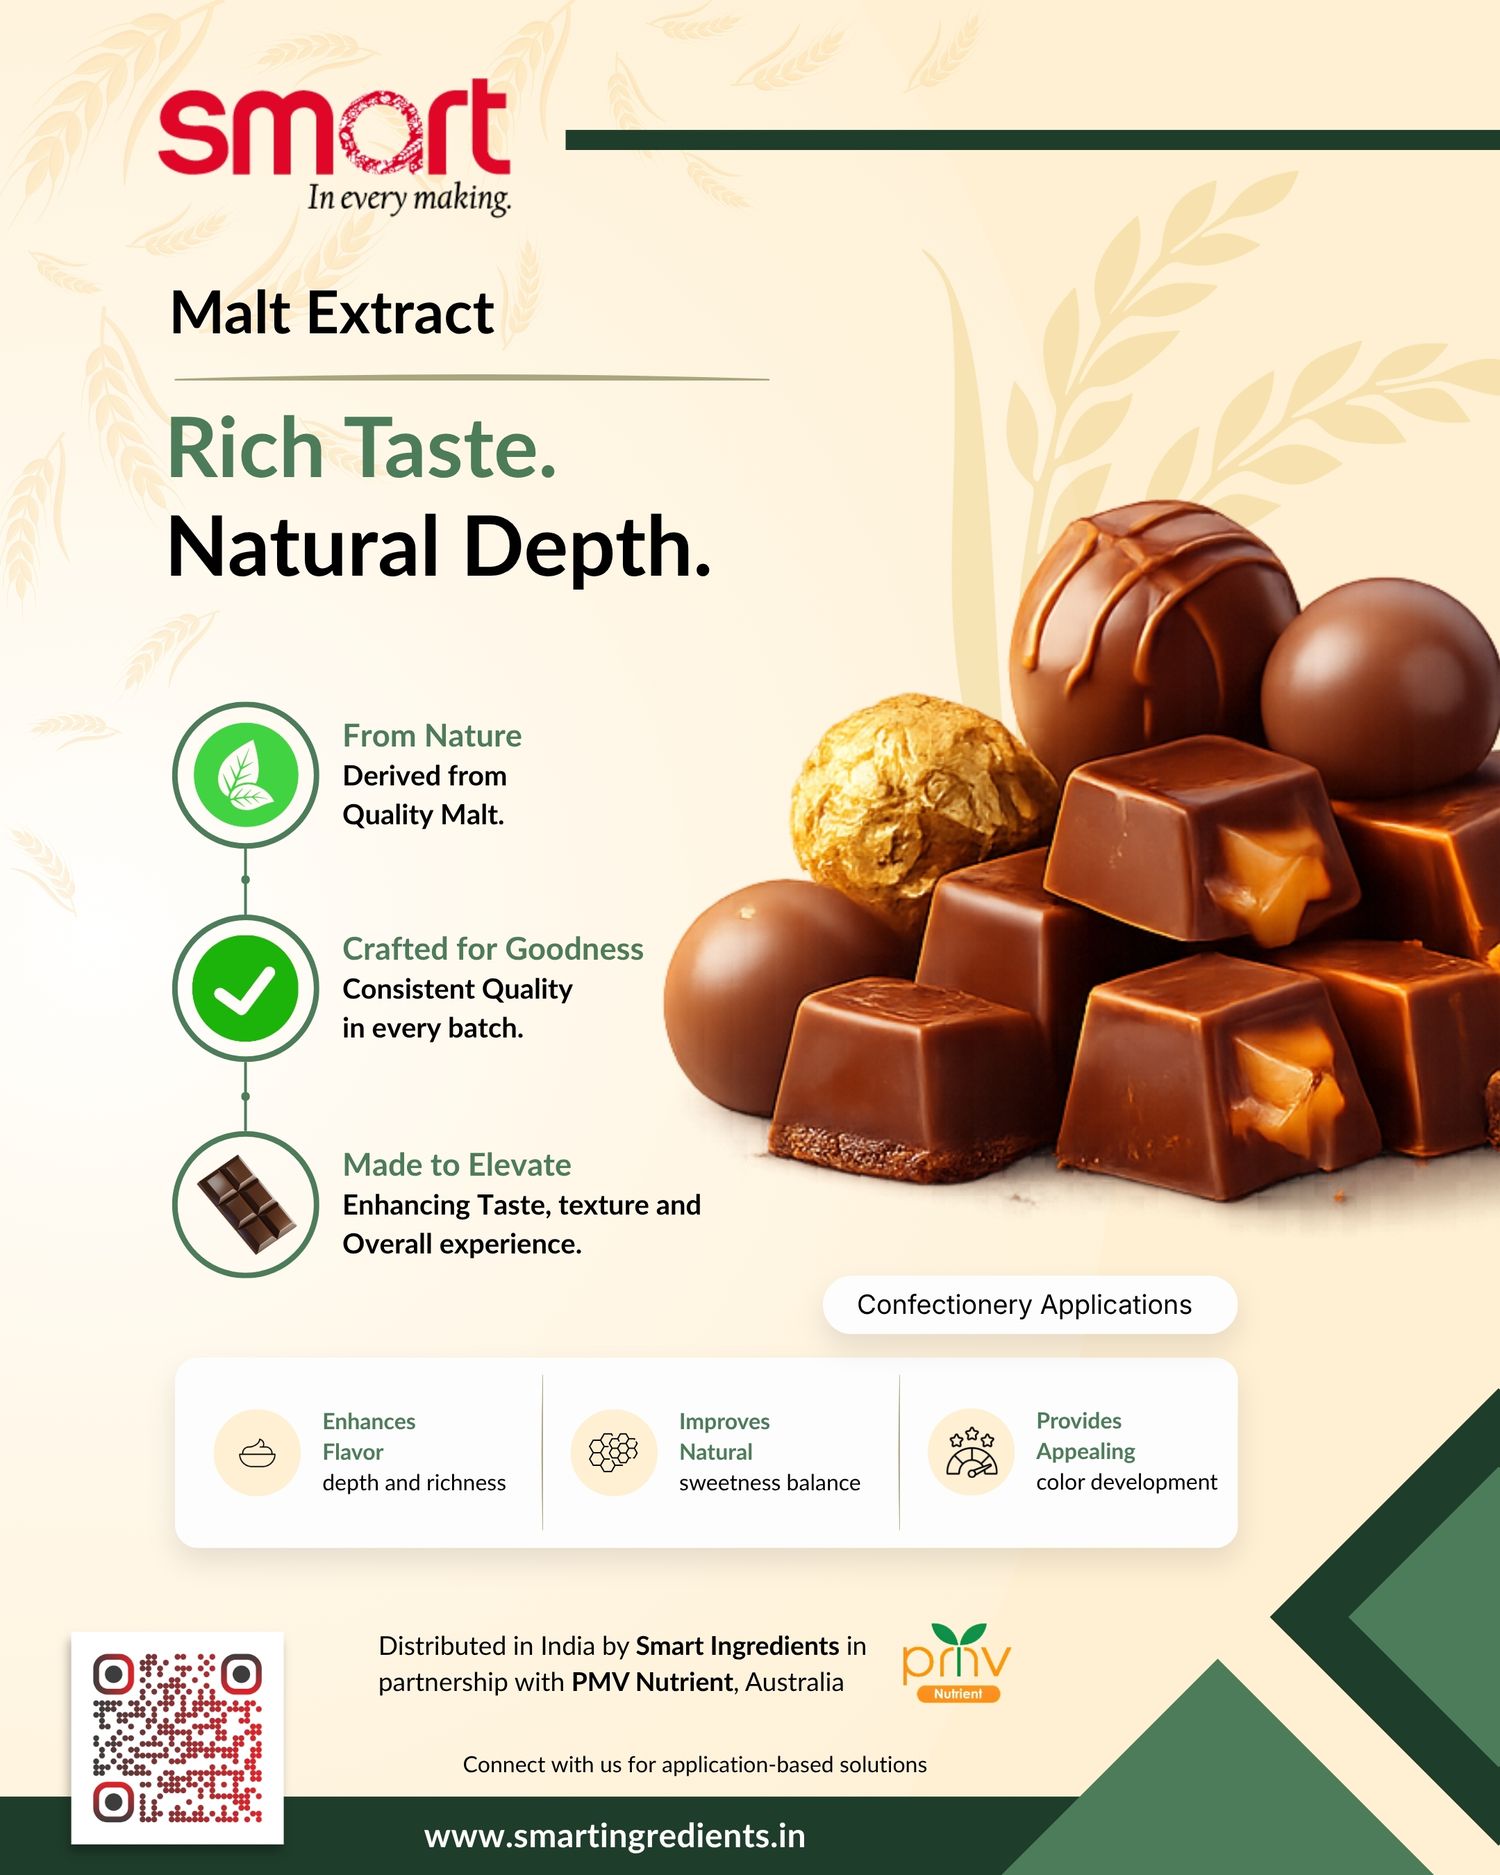 smart
In every making.
Malt Extract
Rich Taste.
Natural Depth.
From Nature
Derived from
Quality Malt.
Crafted for Goodness
Consistent Quality
in every batch.
Made to Elevate
Enhancing Taste, texture and
Overall experience.
Confectionery Applications
Enhances
Flavor
depth and richness
Improves
Natural
sweetness balance
Provides
Appealing
color development
Distributed in India by Smart Ingredients in
partnership with PMV Nutrient, Australia
pmv
Nutrient
Connect with us for application-based solutions
www.smartingredients.in